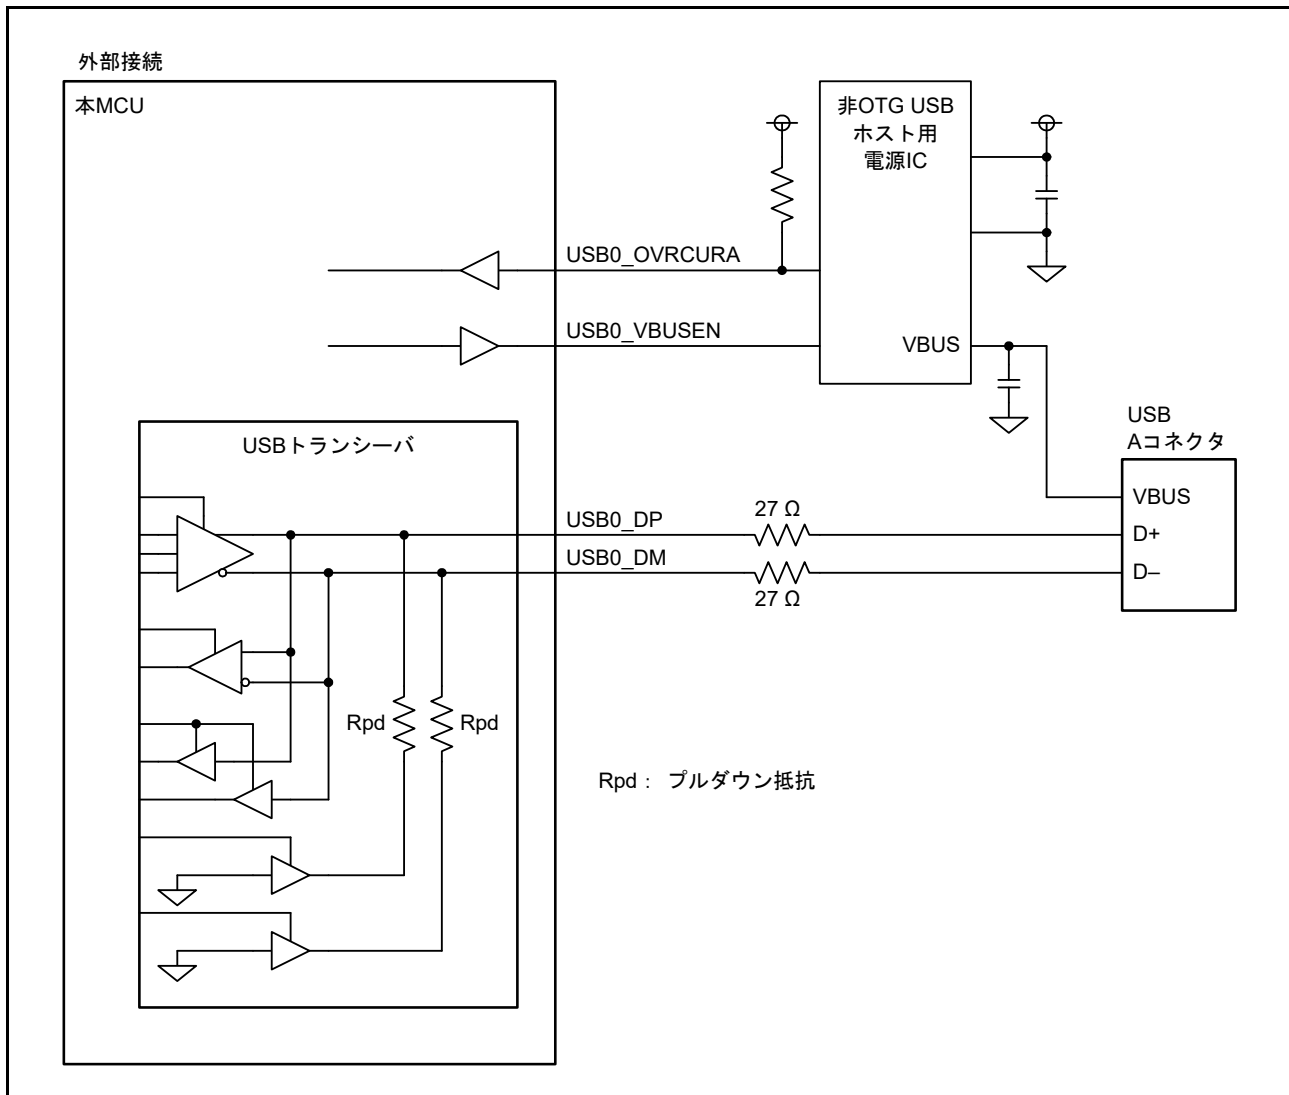 外部接続
本MCU
非OTG USB
ホスト用
電源IC
USB0_OVRCURA
USB0_VBUSEN
VBUS
USB
Aコネクタ
USBトランシーバ
VBUS
USB0_DP
27 Ω
D+
USB0_DM
27 Ω
D–
Rpd
Rpd
Rpd： プルダウン抵抗